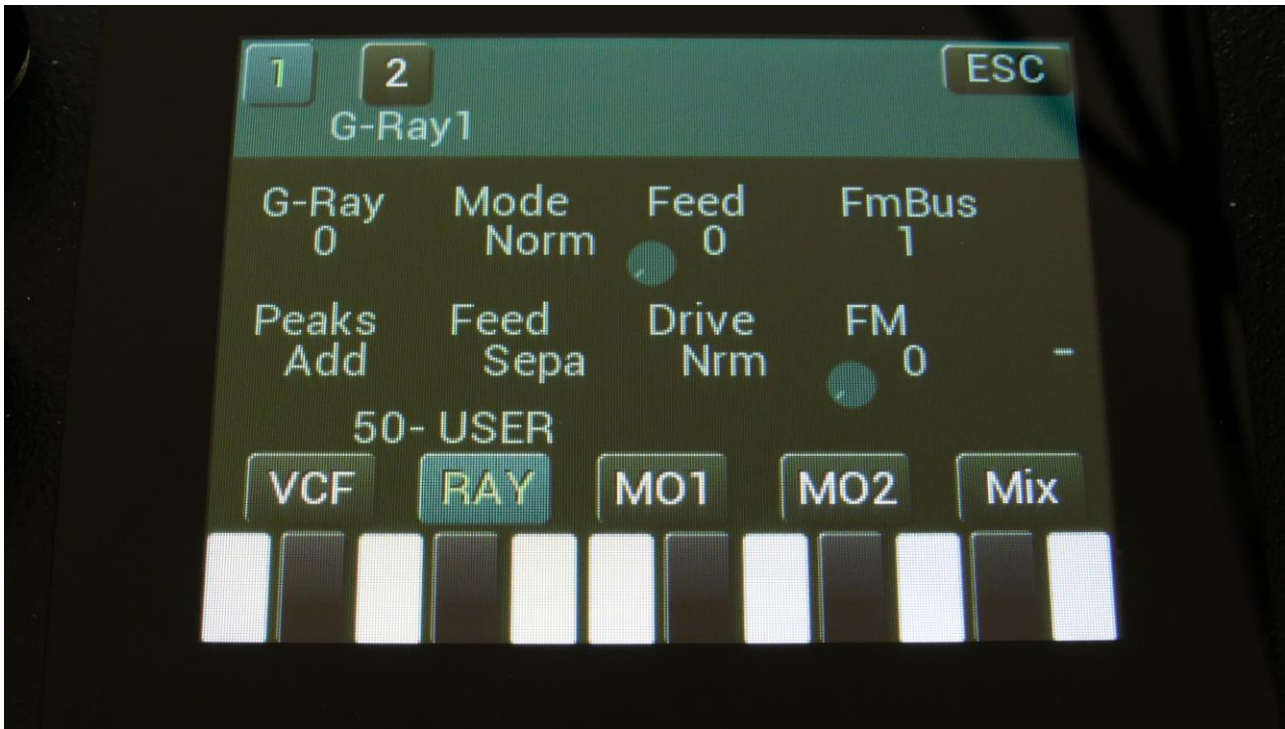 1 2 ESC
G-Ray1
G-Ray Mode Feed FmBus
0 Norm 0 1
Peaks Feed Drive FM
Add Sepa Nrm 0 -
50- USER
VCF RAY MO1 MO2 Mix